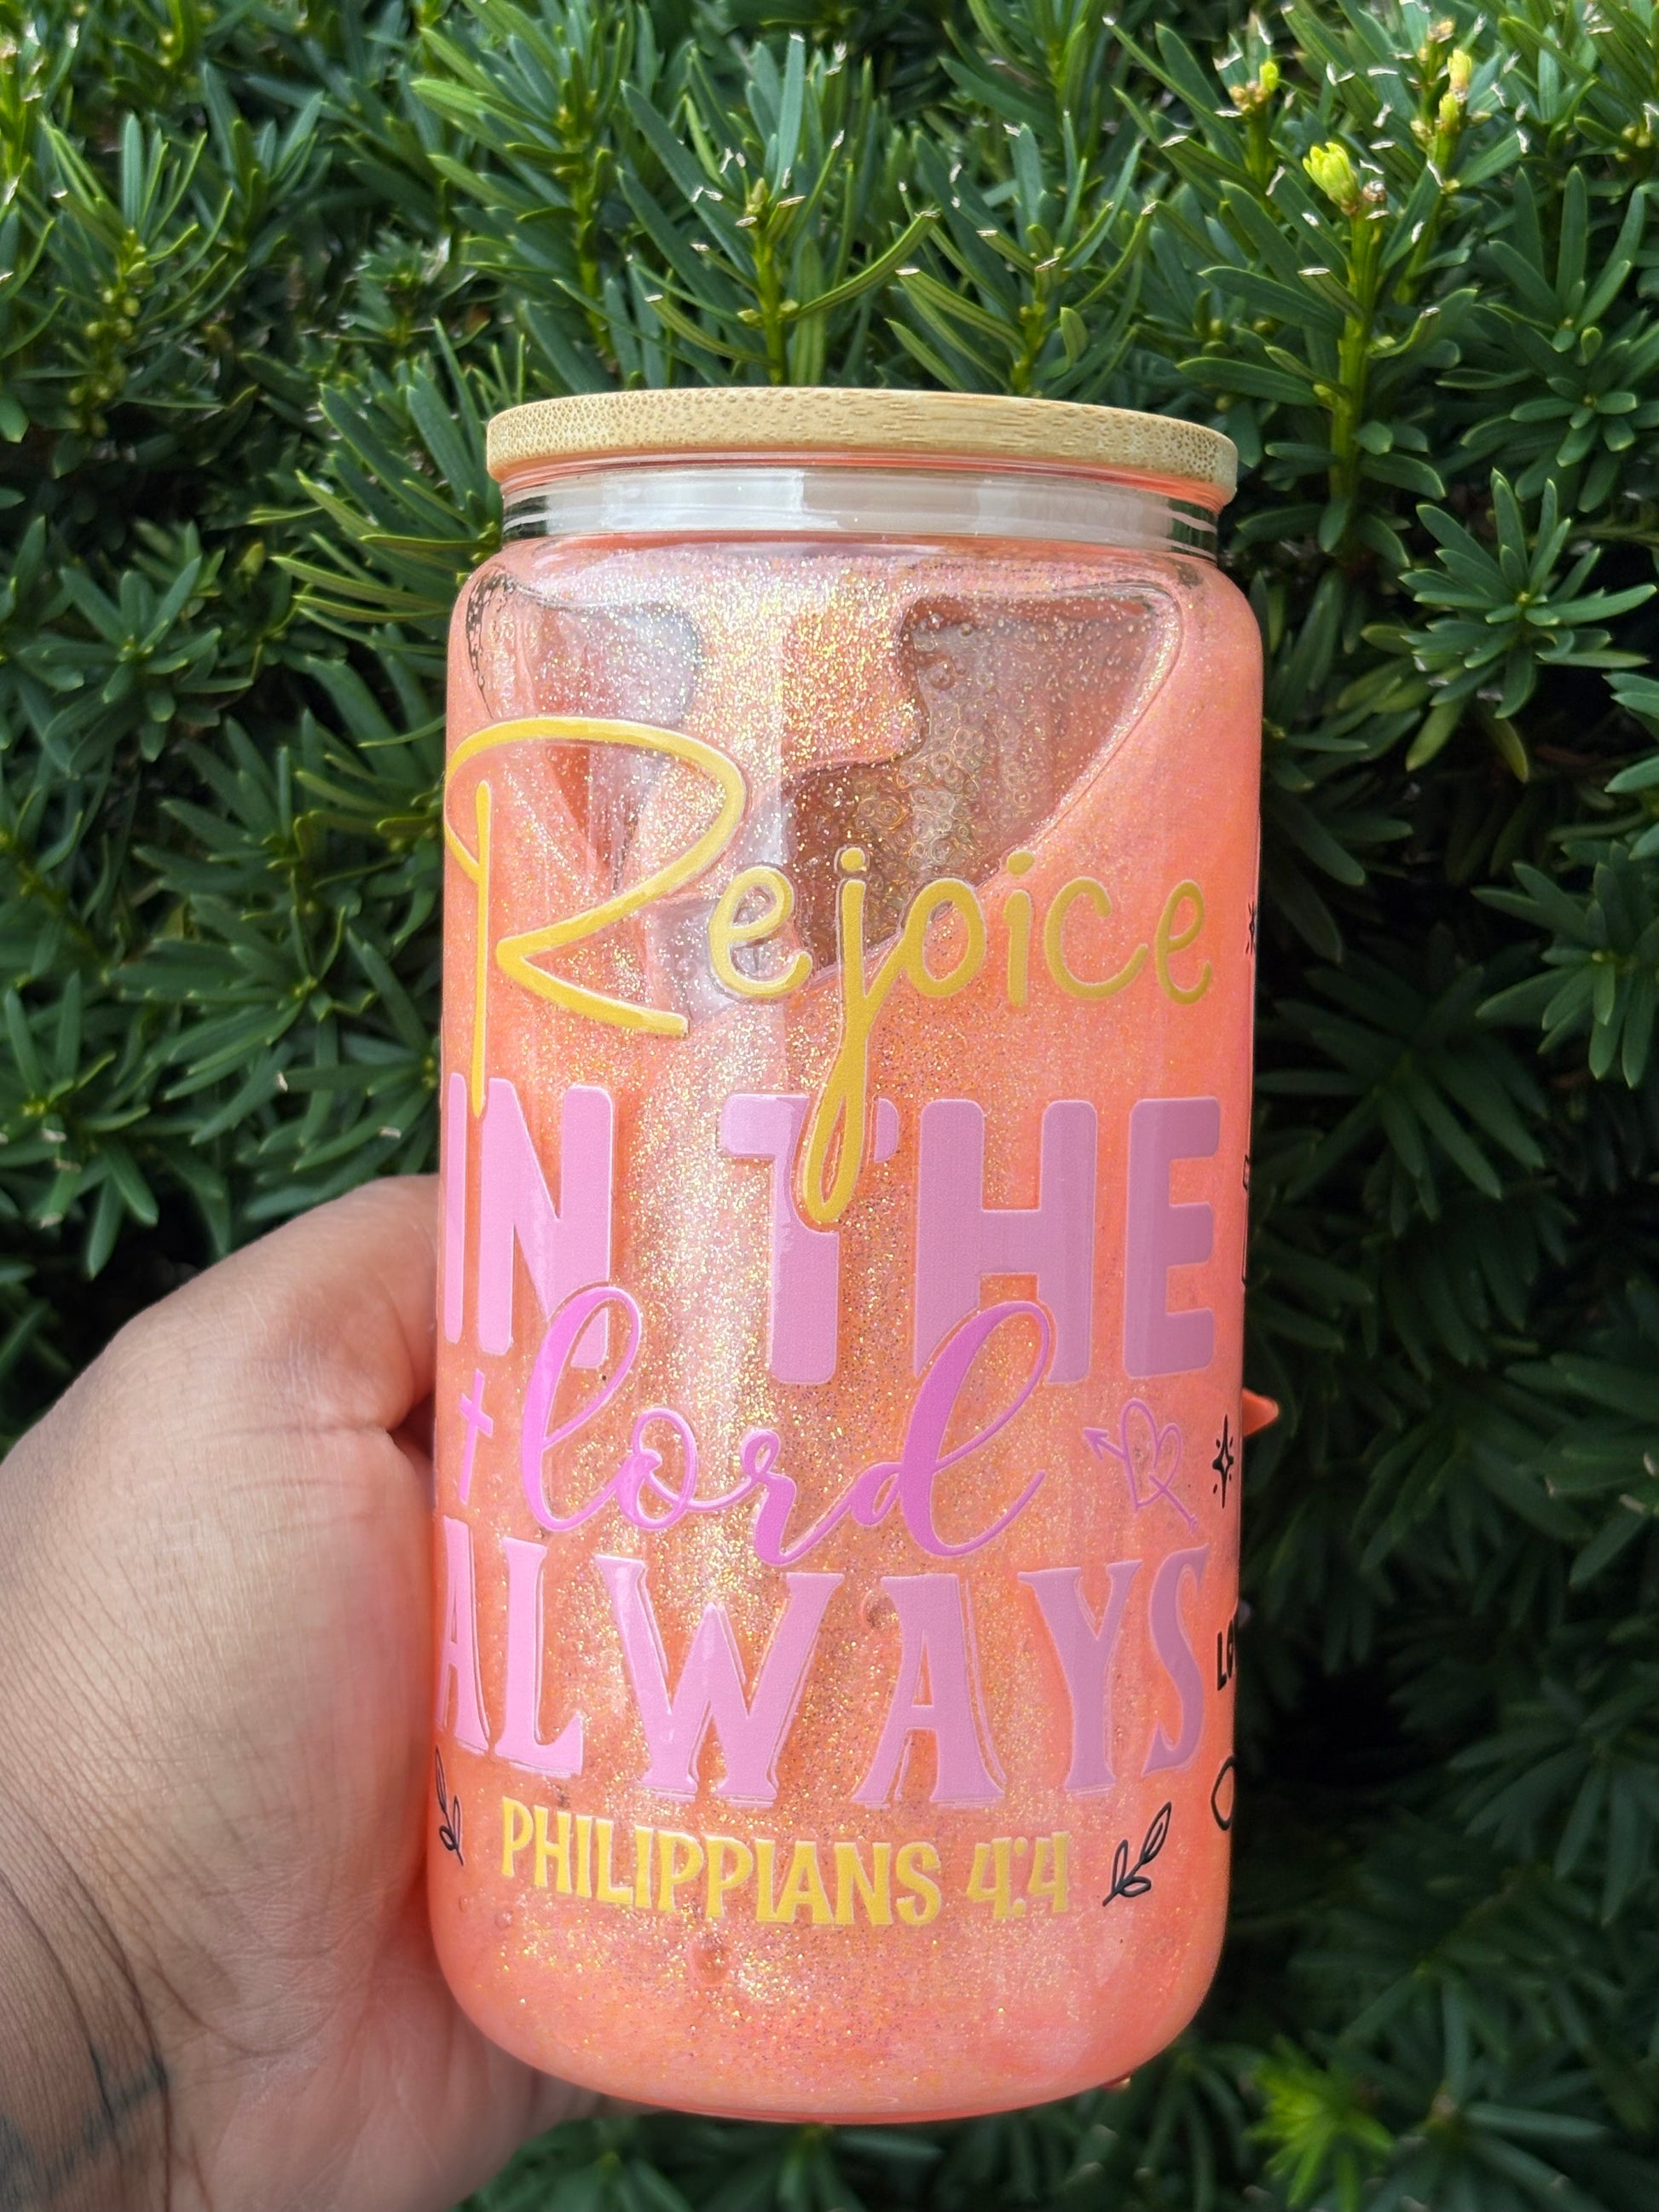 Rejoice
IN THE
lord
ALWAYS
PHILIPPIANS 4:4